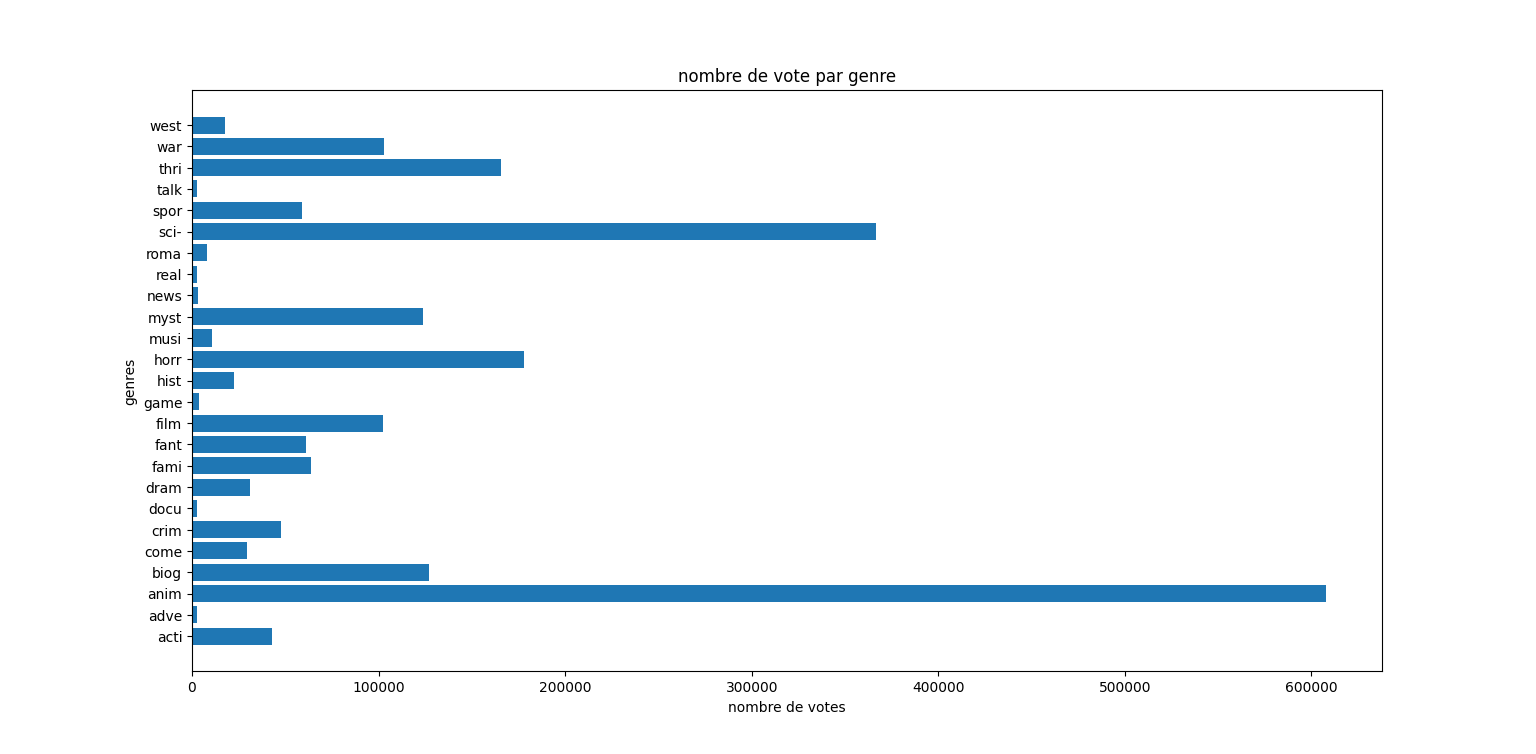 nombre de vote par genre
genres
west
war
thri
talk
spor
sci-
roma
real
news
myst
musi
horr
hist
game
film
fant
fami
dram
docu
crim
come
biog
anim
adve
acti
0 100000 200000 300000 400000 500000 600000
nombre de votes